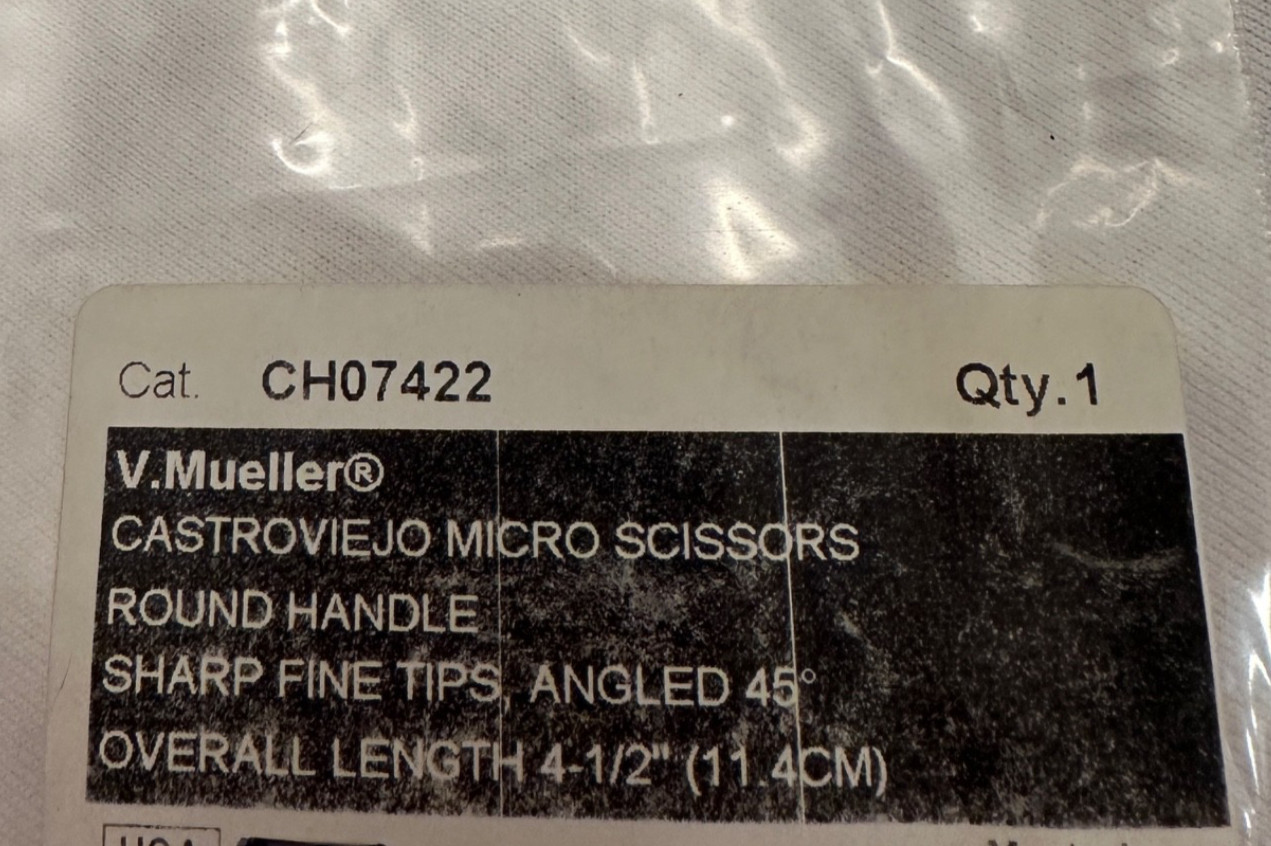 Cat. CH07422 Qty.1
V.Mueller®
CASTROVIEJO MICRO SCISSORS
ROUND HANDLE
SHARP FINE TIPS, ANGLED 45°
OVERALL LENGTH 4-1/2" (11.4CM)
USA